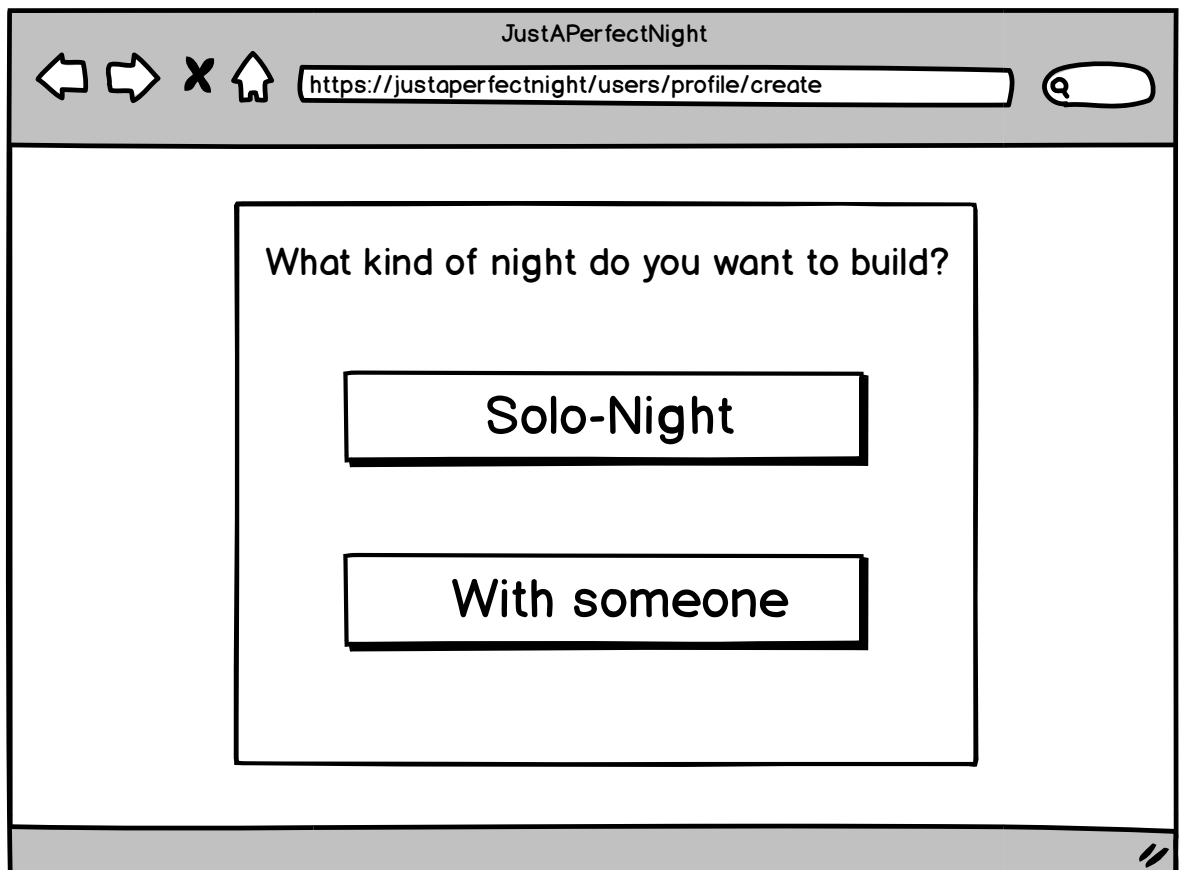 JustAPerfectNight
https://justaperfectnight/users/profile/create
What kind of night do you want to build?
Solo-Night
With someone